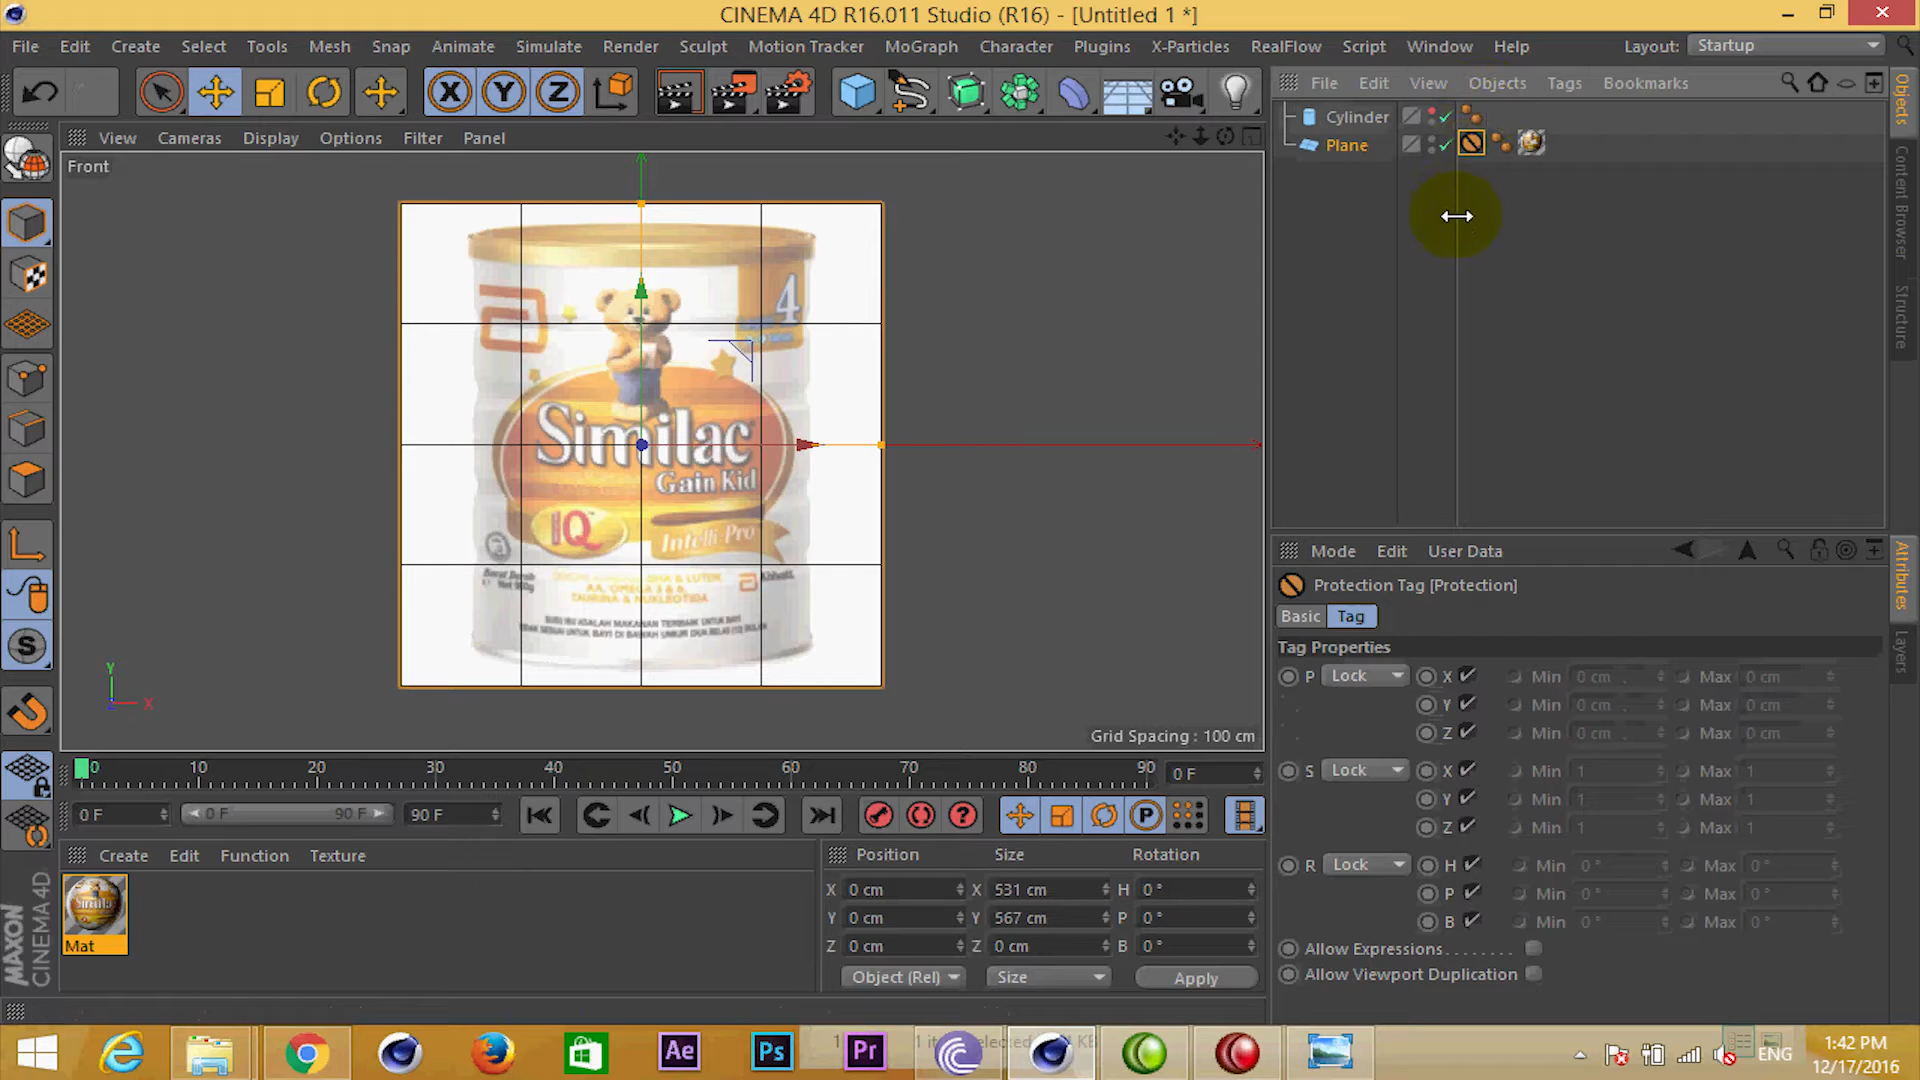 CINEMA 4D R16.011 Studio (R16) - [Untitled 1 *]
File Edit Create Select Tools Mesh Snap Animate Simulate Render Sculpt Motion Tracker MoGraph Character Plugins X-Particles RealFlow Script Window Help Layout: Startup
X Y Z
File Edit View Objects Tags Bookmarks
Objects
Content Browser
Structure
Cylinder
Plane
View Cameras Display Options Filter Panel
Front
4
Similac
Gain Kid
IQ
Intelli-Pro
Y
X
Grid Spacing : 100 cm
Mode Edit User Data
Attributes
Layers
Protection Tag [Protection]
Basic Tag
Tag Properties
P Lock X Min 0 cm Max 0 cm
Y Min 0 cm Max 0 cm
Z Min 0 cm Max 0 cm
S Lock X Min 1 Max 1
Y Min 1 Max 1
Z Min 1 Max 1
R Lock H Min 0 ° Max 0 °
P Min 0 ° Max 0 °
B Min 0 ° Max 0 °
Allow Expressions
Allow Viewport Duplication
0 10 20 30 40 50 60 70 80 90 0 F
0 F 0 F 90 F 90 F
P
Create Edit Function Texture
Mat
Position Size Rotation
X 0 cm X 531 cm H 0 °
Y 0 cm Y 567 cm P 0 °
Z 0 cm Z 0 cm B 0 °
Object (Rel) Size Apply
MAXON
CINEMA 4D
Ae Ps Pr
ENG
1:42 PM
12/17/2016